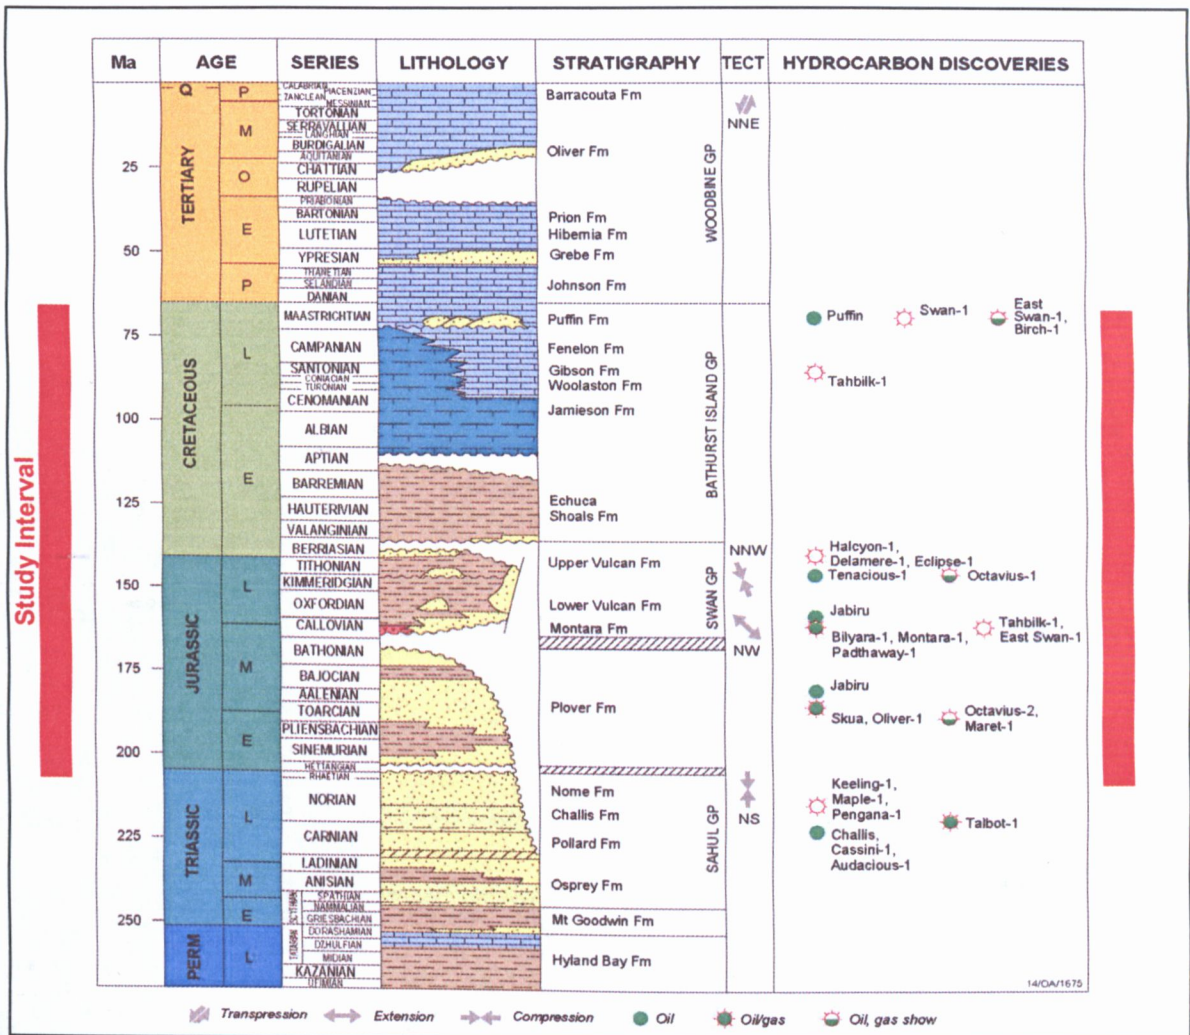 Ma AGE SERIES LITHOLOGY STRATIGRAPHY TECT HYDROCARBON DISCOVERIES
Study Interval
25
50
75
100
125
150
175
200
225
250
TERTIARY
CRETACEOUS
JURASSIC
TRIASSIC
PERM
Q
P
M
O
E
P
L
E
L
M
E
L
M
E
L
CALABRIAN
PIACENZIAN
ZANCLEAN
MESSINIAN
TORTONIAN
SERRAVALLIAN
LANGHIAN
BURDIGALIAN
AQUITANIAN
CHATTIAN
RUPELIAN
PRIABONIAN
BARTONIAN
LUTETIAN
YPRESIAN
THANETIAN
SELANDIAN
DANIAN
MAASTRICHTIAN
CAMPANIAN
SANTONIAN
CONIACIAN
TURONIAN
CENOMANIAN
ALBIAN
APTIAN
BARREMIAN
HAUTERIVIAN
VALANGINIAN
BERRIASIAN
TITHONIAN
KIMMERIDGIAN
OXFORDIAN
CALLOVIAN
BATHONIAN
BAJOCIAN
AALENIAN
TOARCIAN
PLIENSBACHIAN
SINEMURIAN
HETTANGIAN
RHAETIAN
NORIAN
CARNIAN
LADINIAN
ANISIAN
SPATHIAN
NAMMALIAN
GRIESBACHIAN
DORASHAMIAN
DZHULFIAN
MIDIAN
KAZANIAN
UFIMIAN
Barracouta Fm
Oliver Fm
Prion Fm
Hibernia Fm
Grebe Fm
Johnson Fm
Puffin Fm
Fenelon Fm
Gibson Fm
Woolaston Fm
Jamieson Fm
Echuca
Shoals Fm
Upper Vulcan Fm
Lower Vulcan Fm
Montara Fm
Plover Fm
Nome Fm
Challis Fm
Pollard Fm
Osprey Fm
Mt Goodwin Fm
Hyland Bay Fm
WOODBINE GP
BATHURST ISLAND GP
SWAN GP
SAHUL GP
NNE
NNW
NW
NS
Puffin
Swan-1
East
Swan-1,
Birch-1
Tahbilk-1
Halcyon-1,
Delamere-1, Eclipse-1
Tenacious-1
Octavius-1
Jabiru
Bilyara-1, Montara-1,
Padthaway-1
Tahbilk-1,
East Swan-1
Jabiru
Skua, Oliver-1
Octavius-2,
Maret-1
Keeling-1,
Maple-1,
Pengana-1
Talbot-1
Challis,
Cassini-1,
Audacious-1
14/OA/1675
Transpression Extension Compression Oil Oil/gas Oil, gas show